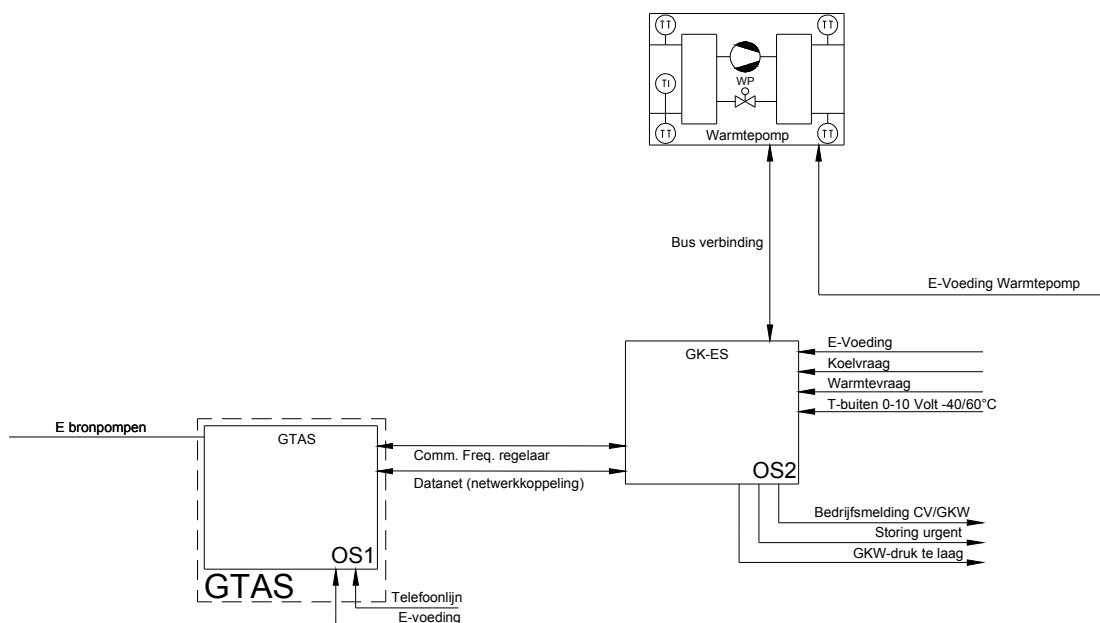 TT
TT
TI
WP
TT
TT
Warmtepomp
Bus verbinding
E-Voeding Warmtepomp
GK-ES
E-Voeding
Koelvraag
Warmtevraag
T-buiten 0-10 Volt -40/60°C
OS2
E bronpompen
GTAS
Comm. Freq. regelaar
Datanet (netwerkkoppeling)
OS1
GTAS
Bedrijfsmelding CV/GKW
Storing urgent
GKW-druk te laag
Telefoonlijn
E-voeding